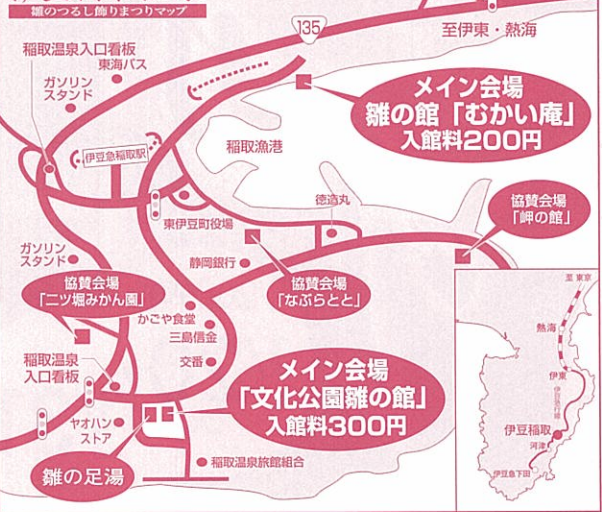 雛のつるし飾りまつりマップ
135
至伊東・熱海
稲取温泉入口看板
東海バス
ガソリン
スタンド
メイン会場
雛の館「むかい庵」
入館料200円
伊豆急稲取駅
稲取漁港
東伊豆町役場
徳造丸
協賛会場
「岬の館」
ガソリン
スタンド
静岡銀行
協賛会場
「二ツ堀みかん園」
協賛会場
「なぶらとと」
かごや食堂
三島信金
交番
稲取温泉
入口看板
メイン会場
「文化公園雛の館」
入館料300円
ヤオハン
ストア
雛の足湯
稲取温泉旅館組合
至 東京
熱海
伊東
伊豆急行線
伊豆稲取
河津
伊豆急下田